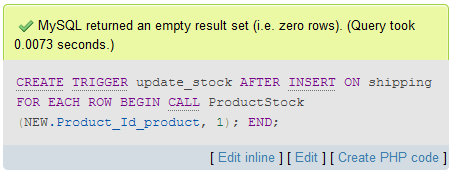 MySQL returned an empty result set (i.e. zero rows). (Query took
0.0073 seconds.)
CREATE TRIGGER update_stock AFTER INSERT ON shipping
FOR EACH ROW BEGIN CALL ProductStock
(NEW.Product_Id_product, 1); END;
[ Edit inline ] [ Edit ] [ Create PHP code ]